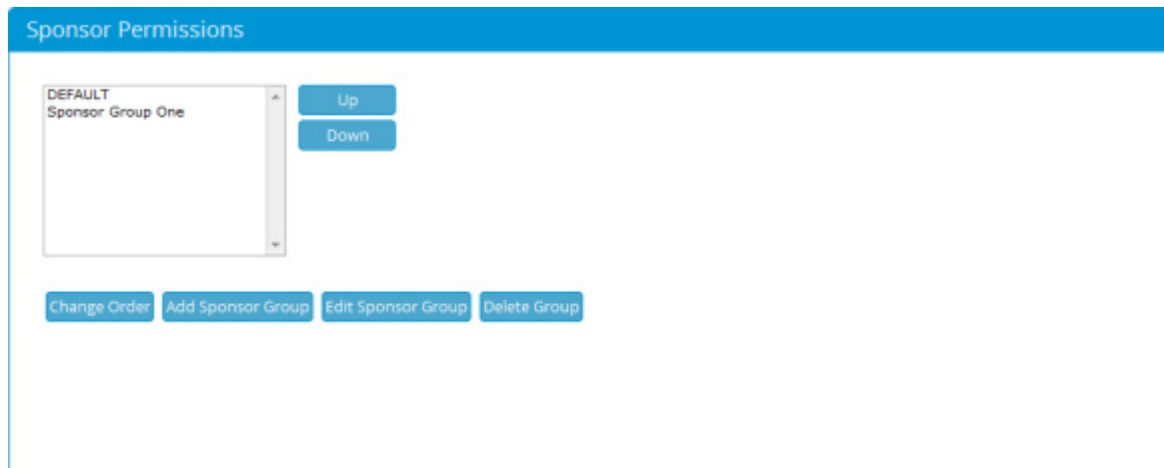 Sponsor Permissions
DEFAULT
Sponsor Group One
Up
Down
Change Order Add Sponsor Group Edit Sponsor Group Delete Group